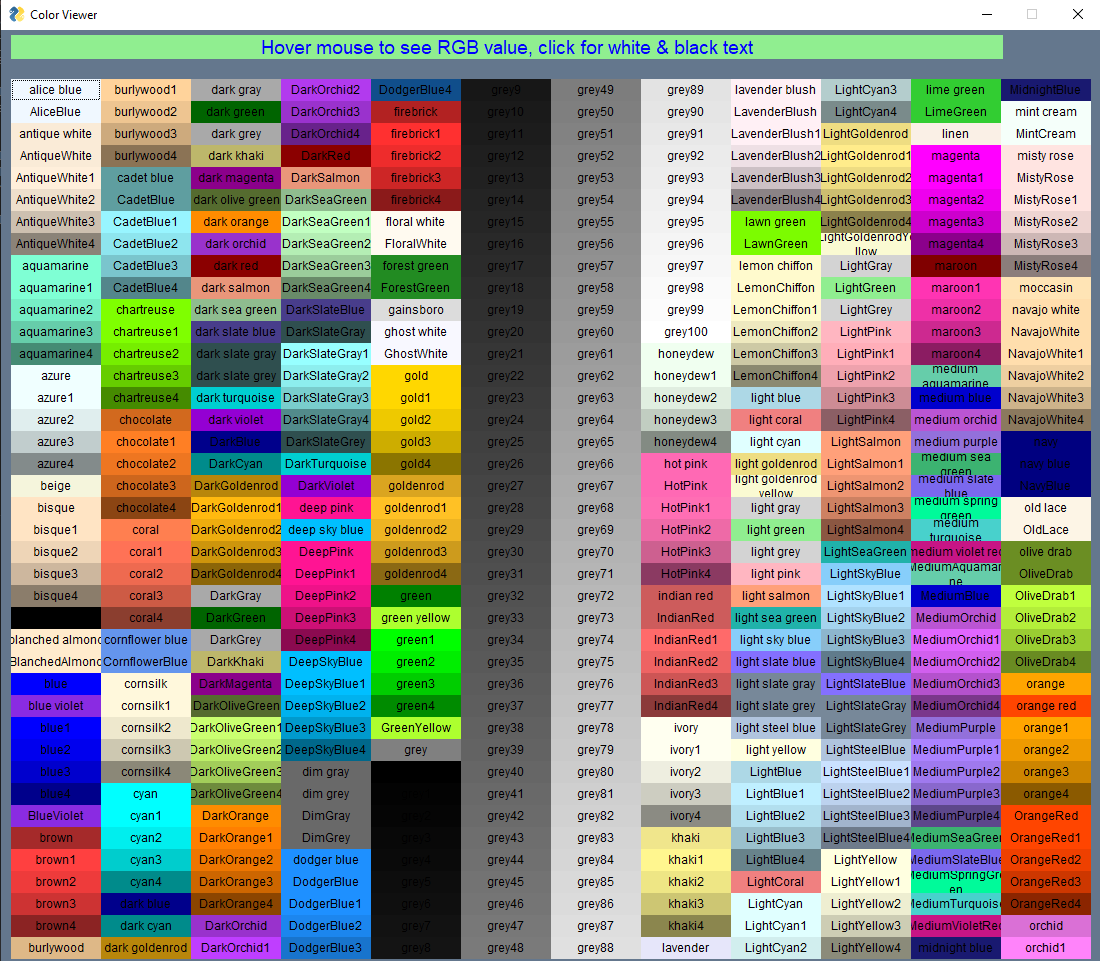 Color Viewer
Hover mouse to see RGB value, click for white & black text
alice blue
AliceBlue
antique white
AntiqueWhite
AntiqueWhite1
AntiqueWhite2
AntiqueWhite3
AntiqueWhite4
aquamarine
aquamarine1
aquamarine2
aquamarine3
aquamarine4
azure
azure1
azure2
azure3
azure4
beige
bisque
bisque1
bisque2
bisque3
bisque4
blanched almond
BlanchedAlmond
blue
blue violet
blue1
blue2
blue3
blue4
BlueViolet
brown
brown1
brown2
brown3
brown4
burlywood
burlywood1
burlywood2
burlywood3
burlywood4
cadet blue
CadetBlue
CadetBlue1
CadetBlue2
CadetBlue3
CadetBlue4
chartreuse
chartreuse1
chartreuse2
chartreuse3
chartreuse4
chocolate
chocolate1
chocolate2
chocolate3
chocolate4
coral
coral1
coral2
coral3
coral4
cornflower blue
CornflowerBlue
cornsilk
cornsilk1
cornsilk2
cornsilk3
cornsilk4
cyan
cyan1
cyan2
cyan3
cyan4
dark blue
dark cyan
dark goldenrod
dark gray
dark green
dark grey
dark khaki
dark magenta
dark olive green
dark orange
dark orchid
dark red
dark salmon
dark sea green
dark slate blue
dark slate gray
dark slate grey
dark turquoise
dark violet
DarkBlue
DarkCyan
DarkGoldenrod
DarkGoldenrod1
DarkGoldenrod2
DarkGoldenrod3
DarkGoldenrod4
DarkGray
DarkGreen
DarkGrey
DarkKhaki
DarkMagenta
DarkOliveGreen
DarkOliveGreen1
DarkOliveGreen2
DarkOliveGreen3
DarkOliveGreen4
DarkOrange
DarkOrange1
DarkOrange2
DarkOrange3
DarkOrange4
DarkOrchid
DarkOrchid1
DarkOrchid2
DarkOrchid3
DarkOrchid4
DarkRed
DarkSalmon
DarkSeaGreen
DarkSeaGreen1
DarkSeaGreen2
DarkSeaGreen3
DarkSeaGreen4
DarkSlateBlue
DarkSlateGray
DarkSlateGray1
DarkSlateGray2
DarkSlateGray3
DarkSlateGray4
DarkSlateGrey
DarkTurquoise
DarkViolet
deep pink
deep sky blue
DeepPink
DeepPink1
DeepPink2
DeepPink3
DeepPink4
DeepSkyBlue
DeepSkyBlue1
DeepSkyBlue2
DeepSkyBlue3
DeepSkyBlue4
dim gray
dim grey
DimGray
DimGrey
dodger blue
DodgerBlue
DodgerBlue1
DodgerBlue2
DodgerBlue3
DodgerBlue4
firebrick
firebrick1
firebrick2
firebrick3
firebrick4
floral white
FloralWhite
forest green
ForestGreen
gainsboro
ghost white
GhostWhite
gold
gold1
gold2
gold3
gold4
goldenrod
goldenrod1
goldenrod2
goldenrod3
goldenrod4
green
green yellow
green1
green2
green3
green4
GreenYellow
grey
grey3
grey4
grey5
grey6
grey7
grey8
grey9
grey10
grey11
grey12
grey13
grey14
grey15
grey16
grey17
grey18
grey19
grey20
grey21
grey22
grey23
grey24
grey25
grey26
grey27
grey28
grey29
grey30
grey31
grey32
grey33
grey34
grey35
grey36
grey37
grey38
grey39
grey40
grey41
grey42
grey43
grey44
grey45
grey46
grey47
grey48
grey49
grey50
grey51
grey52
grey53
grey54
grey55
grey56
grey57
grey58
grey59
grey60
grey61
grey62
grey63
grey64
grey65
grey66
grey67
grey68
grey69
grey70
grey71
grey72
grey73
grey74
grey75
grey76
grey77
grey78
grey79
grey80
grey81
grey82
grey83
grey84
grey85
grey86
grey87
grey88
grey89
grey90
grey91
grey92
grey93
grey94
grey95
grey96
grey97
grey98
grey99
grey100
honeydew
honeydew1
honeydew2
honeydew3
honeydew4
hot pink
HotPink
HotPink1
HotPink2
HotPink3
HotPink4
indian red
IndianRed
IndianRed1
IndianRed2
IndianRed3
IndianRed4
ivory
ivory1
ivory2
ivory3
ivory4
khaki
khaki1
khaki2
khaki3
khaki4
lavender
lavender blush
LavenderBlush
LavenderBlush1
LavenderBlush2
LavenderBlush3
LavenderBlush4
lawn green
LawnGreen
lemon chiffon
LemonChiffon
LemonChiffon1
LemonChiffon2
LemonChiffon3
LemonChiffon4
light blue
light coral
light cyan
light goldenrod
light goldenrod
yellow
light gray
light green
light grey
light pink
light salmon
light sea green
light sky blue
light slate blue
light slate gray
light slate grey
light steel blue
light yellow
LightBlue
LightBlue1
LightBlue2
LightBlue3
LightBlue4
LightCoral
LightCyan
LightCyan1
LightCyan2
LightCyan3
LightCyan4
LightGoldenrod
LightGoldenrod1
LightGoldenrod2
LightGoldenrod3
LightGoldenrod4
LightGoldenrodYe
llow
LightGray
LightGreen
LightGrey
LightPink
LightPink1
LightPink2
LightPink3
LightPink4
LightSalmon
LightSalmon1
LightSalmon2
LightSalmon3
LightSalmon4
LightSeaGreen
LightSkyBlue
LightSkyBlue1
LightSkyBlue2
LightSkyBlue3
LightSkyBlue4
LightSlateBlue
LightSlateGray
LightSlateGrey
LightSteelBlue
LightSteelBlue1
LightSteelBlue2
LightSteelBlue3
LightSteelBlue4
LightYellow
LightYellow1
LightYellow2
LightYellow3
LightYellow4
lime green
LimeGreen
linen
magenta
magenta1
magenta2
magenta3
magenta4
maroon
maroon1
maroon2
maroon3
maroon4
medium
aquamarine
medium blue
medium orchid
medium purple
medium sea
green
medium slate
blue
medium spring
green
medium
turquoise
medium violet red
MediumAquamari
ne
MediumBlue
MediumOrchid
MediumOrchid1
MediumOrchid2
MediumOrchid3
MediumOrchid4
MediumPurple
MediumPurple1
MediumPurple2
MediumPurple3
MediumPurple4
MediumSeaGreen
MediumSlateBlue
MediumSpringGre
en
MediumTurquoise
MediumVioletRed
midnight blue
MidnightBlue
mint cream
MintCream
misty rose
MistyRose
MistyRose1
MistyRose2
MistyRose3
MistyRose4
moccasin
navajo white
NavajoWhite
NavajoWhite1
NavajoWhite2
NavajoWhite3
NavajoWhite4
navy
navy blue
NavyBlue
old lace
OldLace
olive drab
OliveDrab
OliveDrab1
OliveDrab2
OliveDrab3
OliveDrab4
orange
orange red
orange1
orange2
orange3
orange4
OrangeRed
OrangeRed1
OrangeRed2
OrangeRed3
OrangeRed4
orchid
orchid1